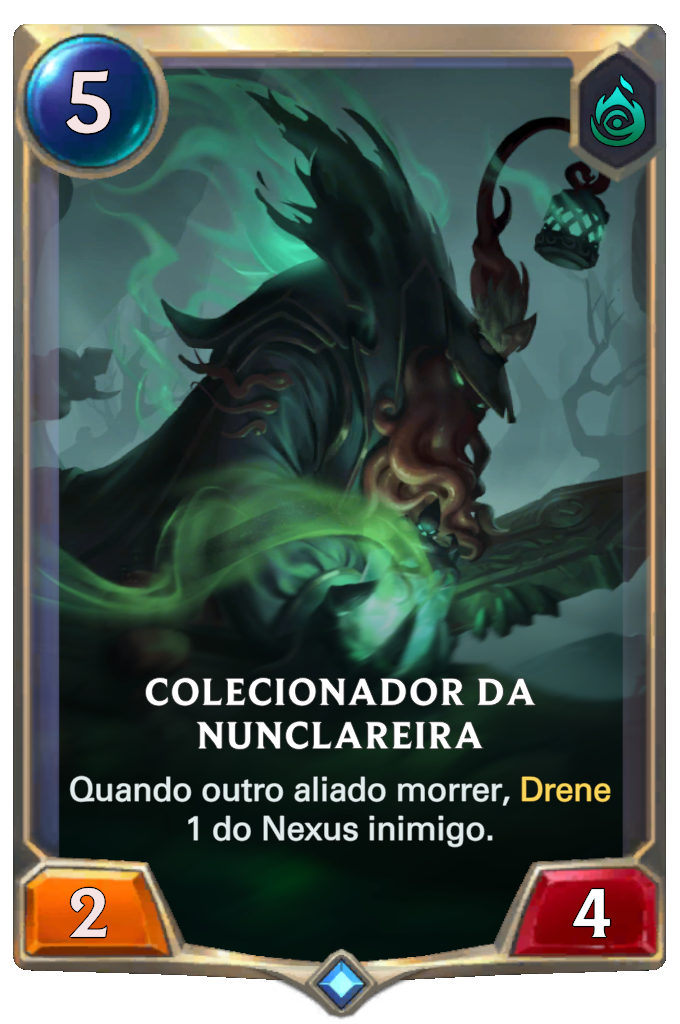 5
COLECIONADOR DA
NUNCLAREIRA
Quando outro aliado morrer, Drene
1 do Nexus inimigo.
2
4